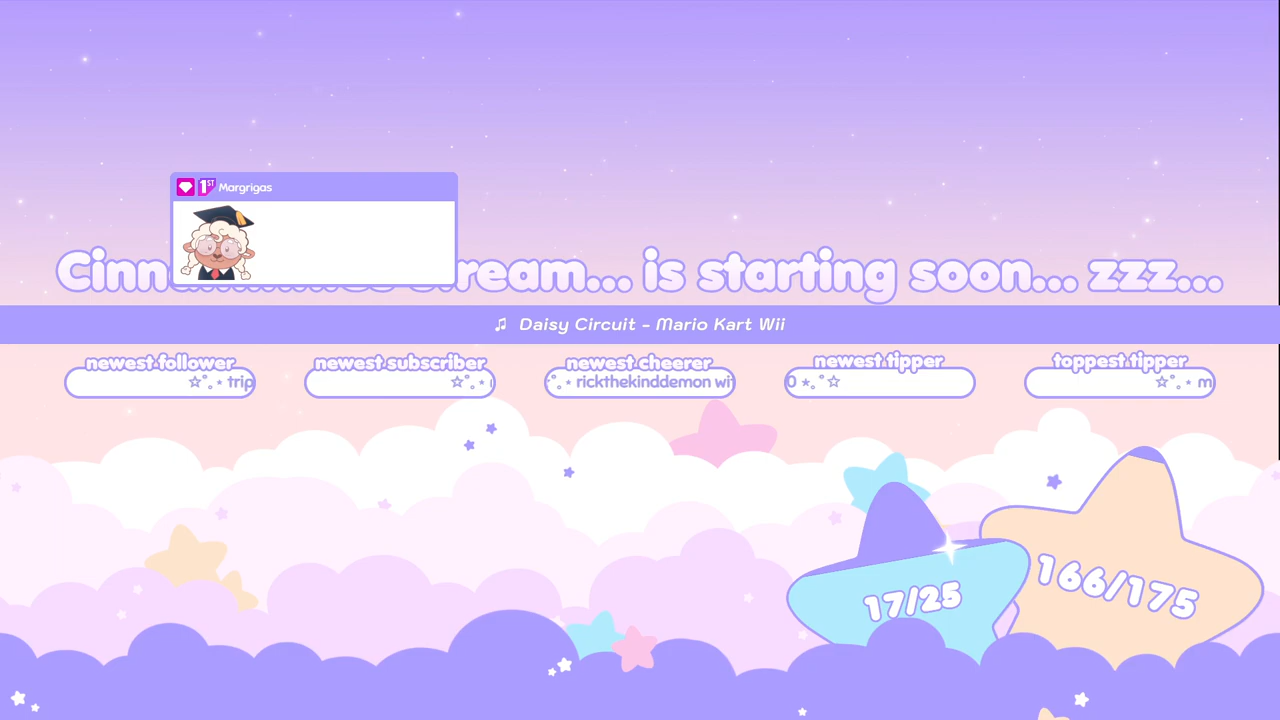 1ST Margrigas
Cinn ream... is starting soon... zzz...
♫ Daisy Circuit - Mario Kart Wii
newest follower newest subscriber newest cheerer newest tipper toppest tipper
☆˚｡⋆ trip ☆˚｡⋆ ˚｡⋆ rickthekinddemon wit 0 ⋆｡˚☆ ☆˚｡⋆ m
166/175
17/25